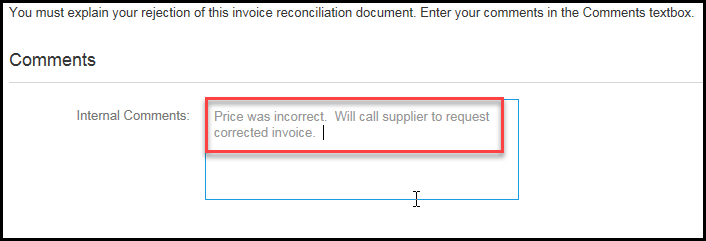 You must explain your rejection of this invoice reconciliation document. Enter your comments in the Comments textbox.
Comments
Internal Comments:
Price was incorrect.  Will call supplier to request
corrected invoice.